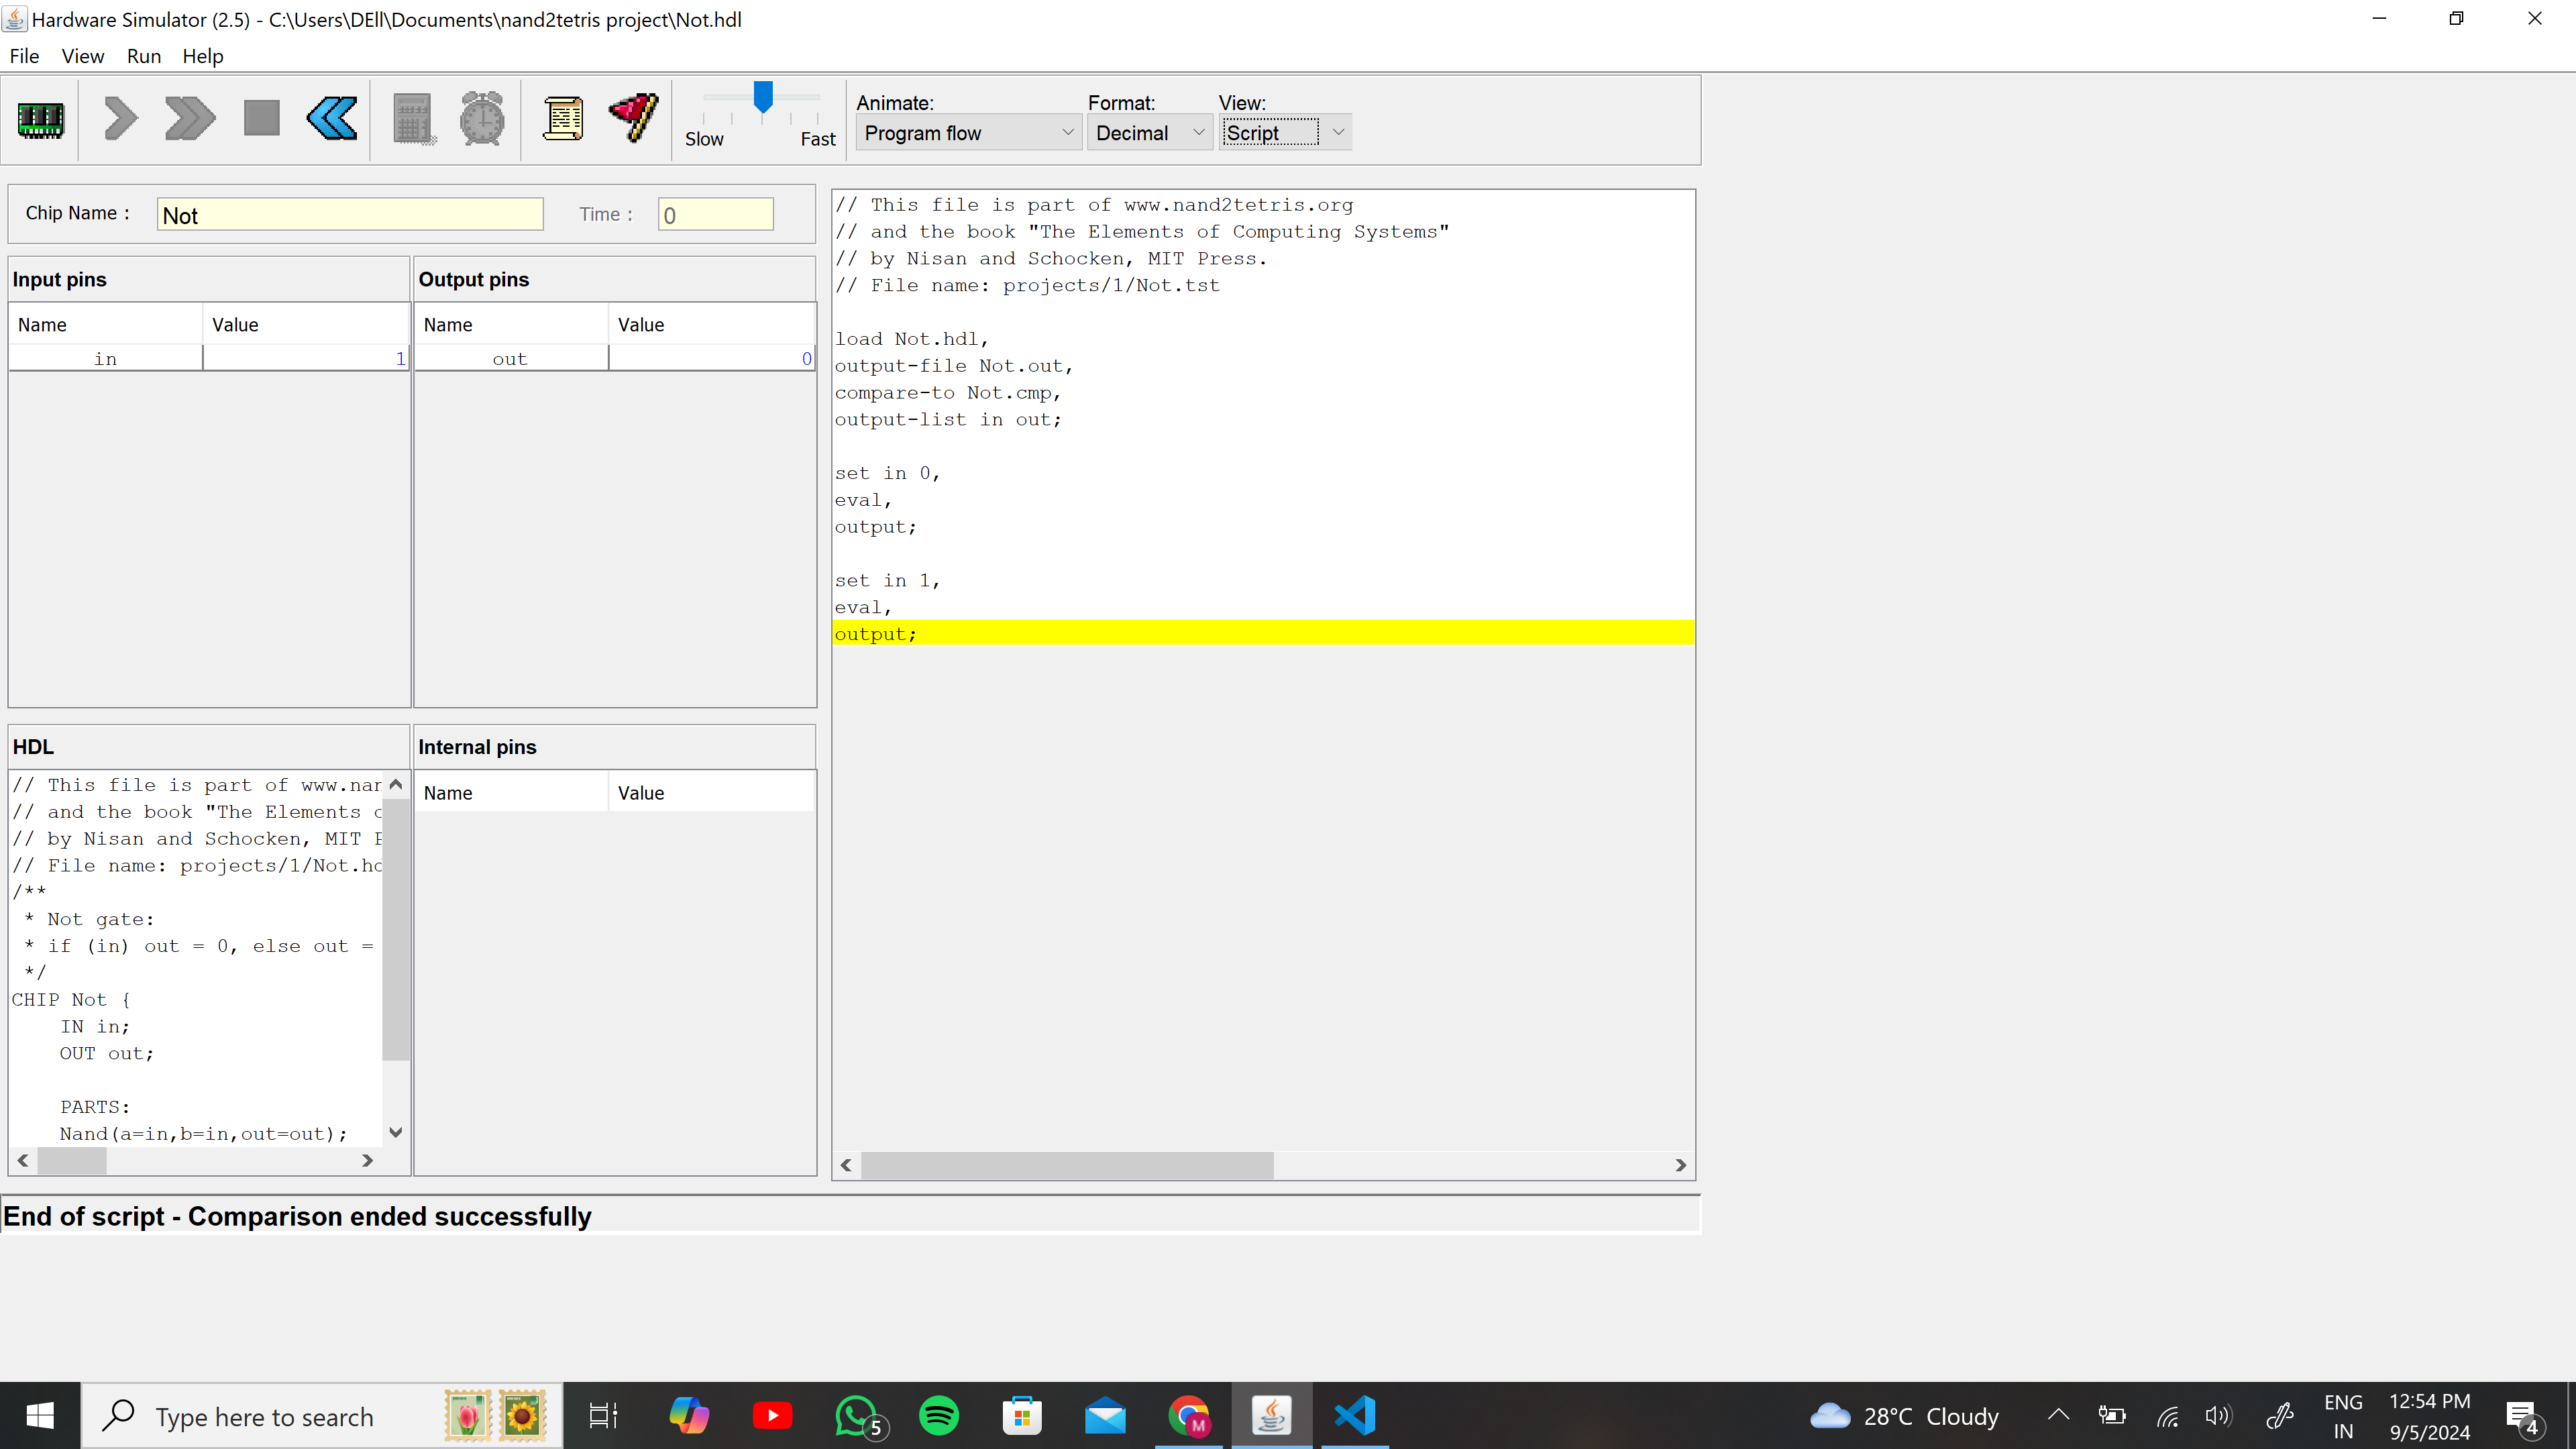 Hardware Simulator (2.5) - C:\Users\DEll\Documents\nand2tetris project\Not.hdl
File View Run Help
Slow Fast
Animate: Format: View:
Program flow Decimal Script
Chip Name : Not Time : 0
Input pins
Name Value
in 1
Output pins
Name Value
out 0
HDL
// This file is part of www.nan
// and the book "The Elements o
// by Nisan and Schocken, MIT P
// File name: projects/1/Not.hd
/**
* Not gate:
* if (in) out = 0, else out =
*/
CHIP Not {
IN in;
OUT out;
PARTS:
Nand(a=in,b=in,out=out);
Internal pins
Name Value
// This file is part of www.nand2tetris.org
// and the book "The Elements of Computing Systems"
// by Nisan and Schocken, MIT Press.
// File name: projects/1/Not.tst
load Not.hdl,
output-file Not.out,
compare-to Not.cmp,
output-list in out;
set in 0,
eval,
output;
set in 1,
eval,
output;
End of script - Comparison ended successfully
Type here to search
5
M
28°C Cloudy
ENG
IN
12:54 PM
9/5/2024
4